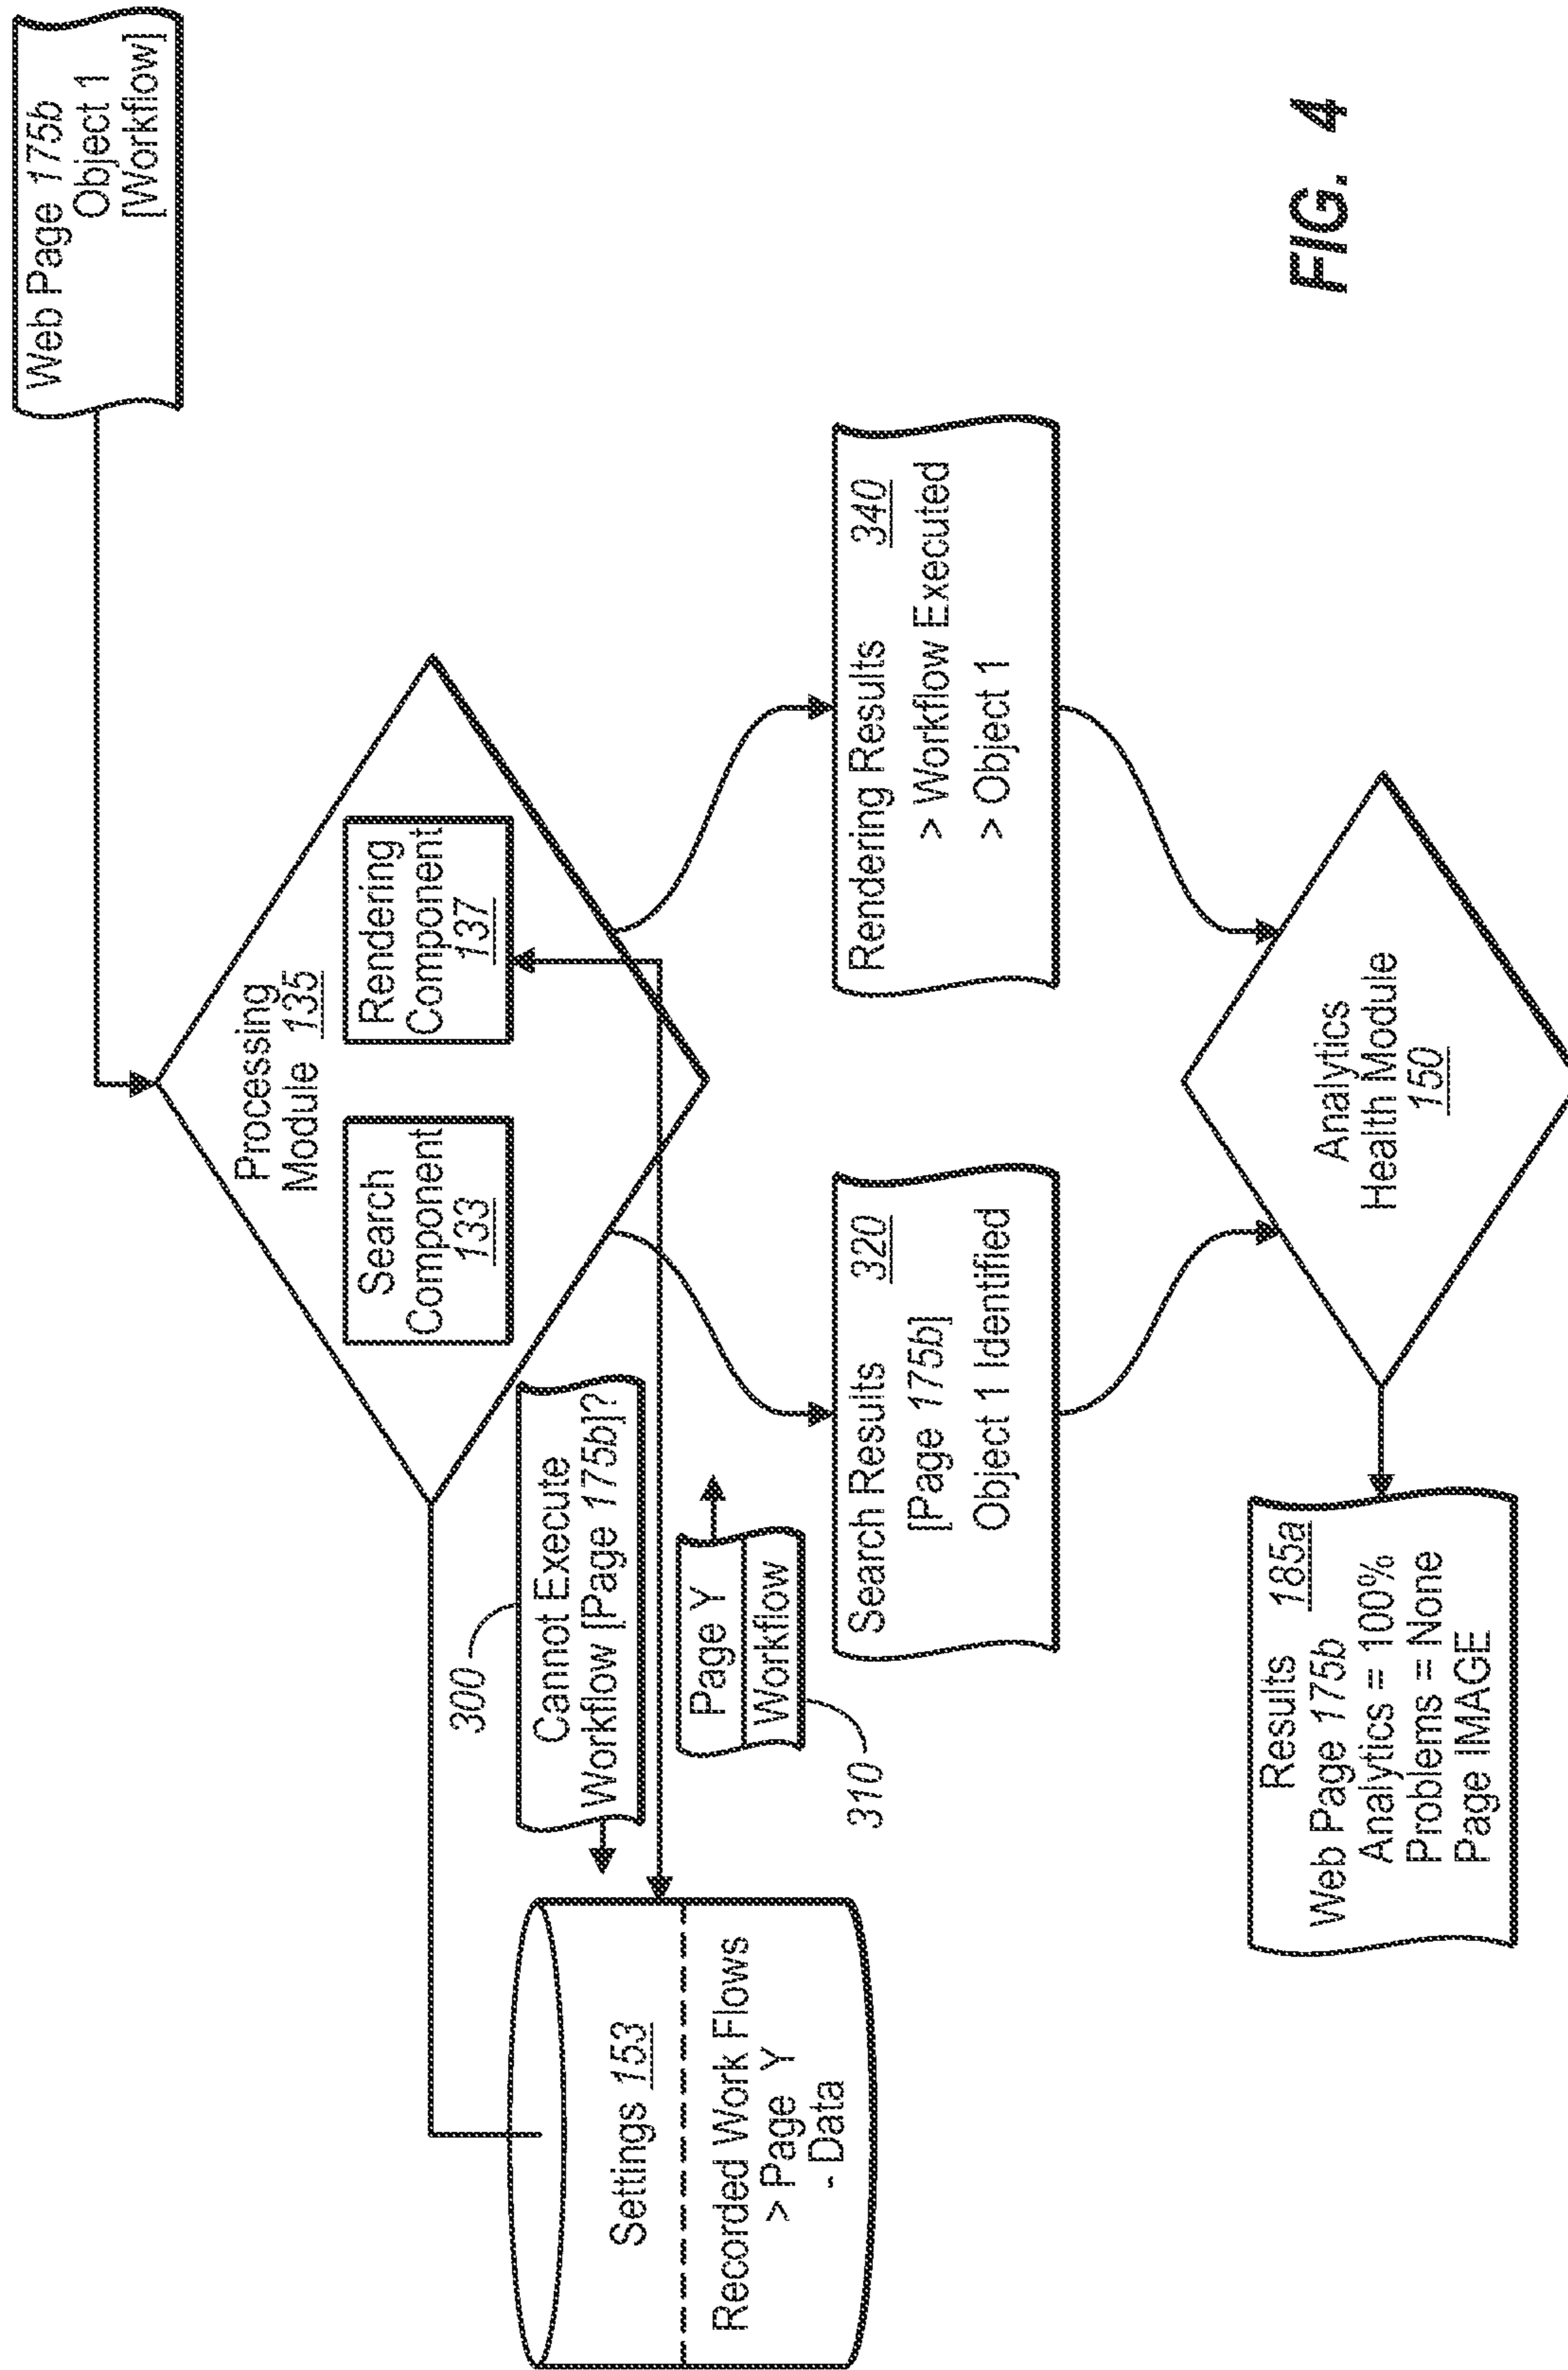 Web Page 175b
Object 1
[Workflow]
Processing
Module 135
Search
Component
133
Rendering
Component
137
300
Cannot Execute
Workflow [Page 175b]?
Page Y
Workflow
310
Settings 153
Recorded Work Flows
> Page Y
- Data
Search Results 320
[Page 175b]
Object 1 Identified
Rendering Results 340
> Workflow Executed
> Object 1
Analytics
Health Module
150
Results 185a
Web Page 175b
Analytics = 100%
Problems = None
Page IMAGE
FIG. 4